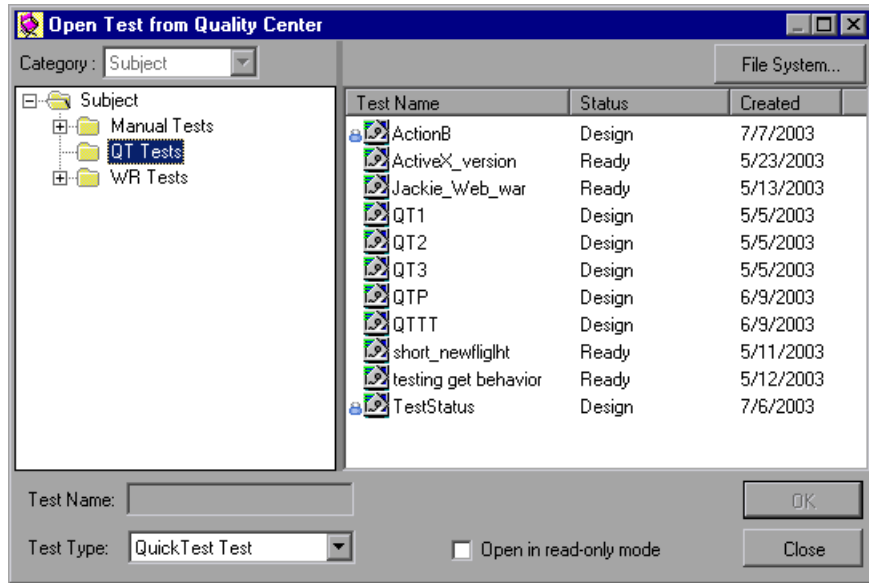 Open Test from Quality Center
Category : Subject
File System...
Subject
Manual Tests
QT Tests
WR Tests
Test Name Status Created
ActionB Design 7/7/2003
ActiveX_version Ready 5/23/2003
Jackie_Web_war Ready 5/13/2003
QT1 Design 5/5/2003
QT2 Design 5/5/2003
QT3 Design 5/5/2003
QTP Design 6/9/2003
QTTT Design 6/9/2003
short_newfliglht Ready 5/11/2003
testing get behavior Ready 5/12/2003
TestStatus Design 7/6/2003
Test Name:
OK
Test Type: QuickTest Test
Open in read-only mode
Close